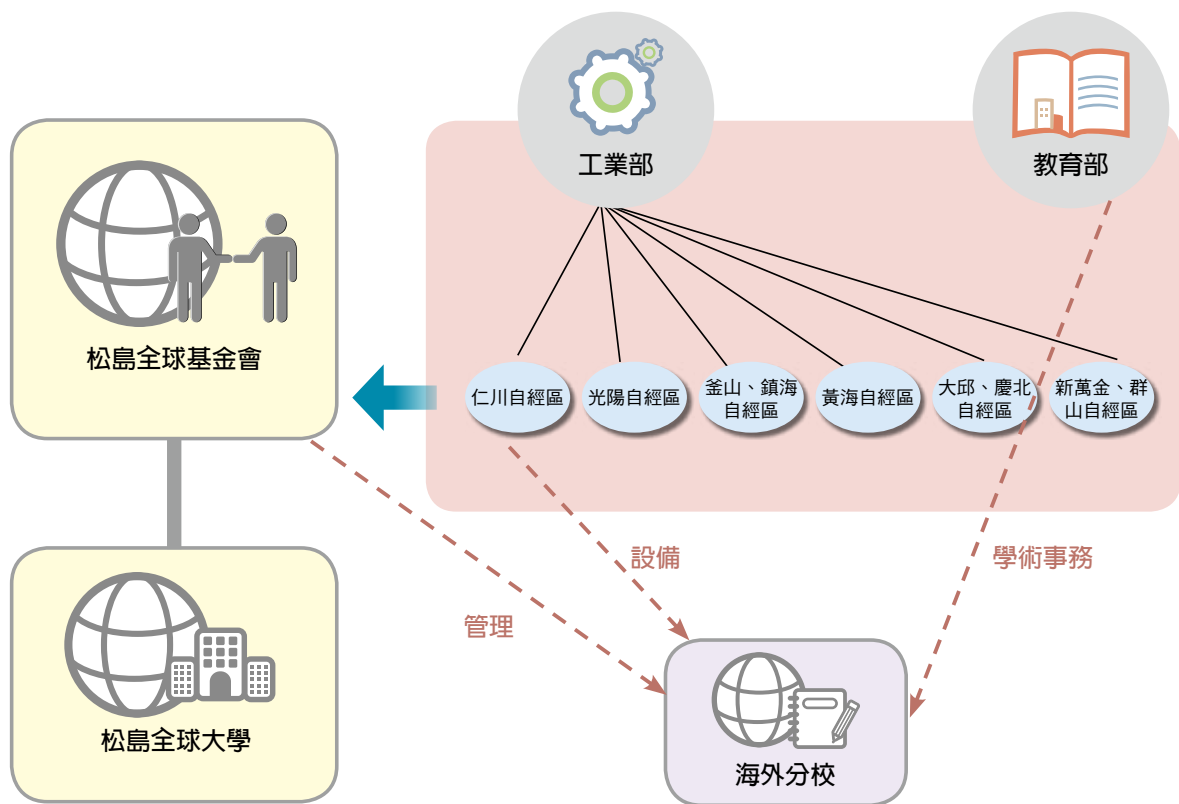 工業部
教育部
松島全球基金會
仁川自經區
光陽自經區
釜山、鎮海
自經區
黃海自經區
大邱、慶北
自經區
新萬金、群
山自經區
設備
學術事務
管理
松島全球大學
海外分校